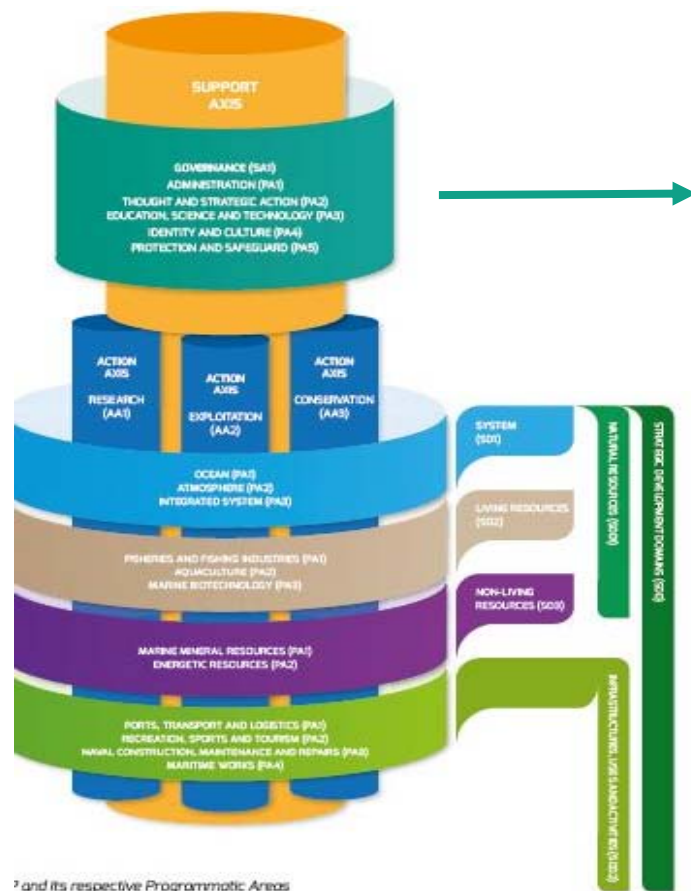 SUPPORT
AXIS
GOVERNANCE (SA1)
ADMINISTRATION (PA1)
THOUGHT AND STRATEGIC ACTION (PA2)
EDUCATION, SCIENCE AND TECHNOLOGY (PA3)
IDENTITY AND CULTURE (PA4)
PROTECTION AND SAFEGUARD (PA5)
ACTION
AXIS
RESEARCH
(AA1)
ACTION
AXIS
EXPLOITATION
(AA2)
ACTION
AXIS
CONSERVATION
(AA3)
OCEAN (PA1)
ATMOSPHERE (PA2)
INTEGRATED SYSTEM (PA3)
SYSTEM
(SD1)
FISHERIES AND FISHING INDUSTRIES (PA1)
AQUACULTURE (PA2)
MARINE BIOTECHNOLOGY (PA3)
LIVING RESOURCES
(SD2)
MARINE MINERAL RESOURCES (PA1)
ENERGETIC RESOURCES (PA2)
NON-LIVING
RESOURCES (SD3)
PORTS, TRANSPORT AND LOGISTICS (PA1)
RECREATION, SPORTS AND TOURISM (PA2)
NAVAL CONSTRUCTION, MAINTENANCE AND REPAIRS (PA3)
MARITIME WORKS (PA4)
NATURAL RESOURCES
INFRASTRUCTURES, USES AND ACTIVITIES
STRATEGIC DEVELOPMENT DOMAINS
and its respective Programmatic Areas